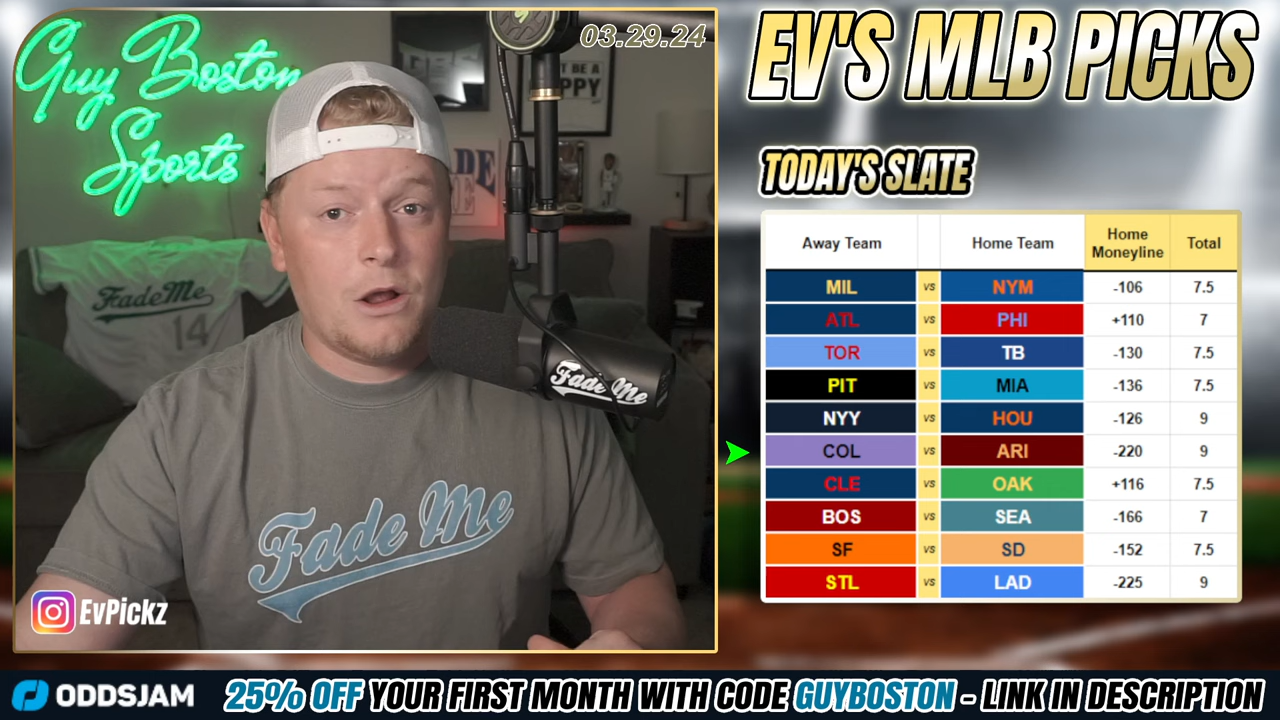 Guy Boston
Sports
03.29.24
EV'S MLB PICKS
TODAY'S SLATE
Away Team Home Team Home Moneyline Total
MIL vs NYM -106 7.5
ATL vs PHI +110 7
TOR vs TB -130 7.5
PIT vs MIA -136 7.5
NYY vs HOU -126 9
COL vs ARI -220 9
CLE vs OAK +116 7.5
BOS vs SEA -166 7
SF vs SD -152 7.5
STL vs LAD -225 9
FadeMe
14
Fade Me
Fade Me
EvPickz
ODDSJAM 25% OFF YOUR FIRST MONTH WITH CODE GUYBOSTON - LINK IN DESCRIPTION